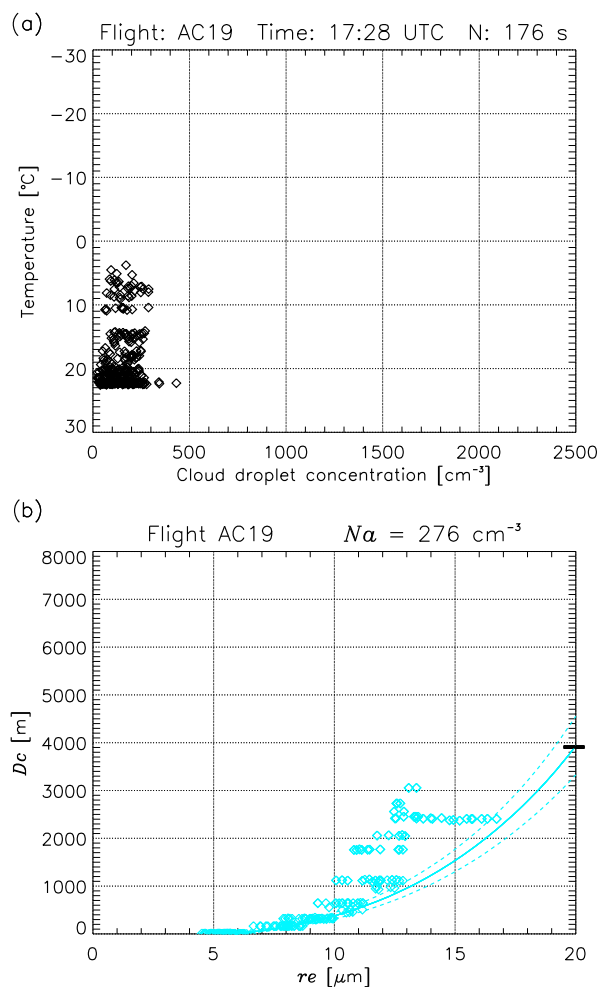 (a)
Flight: AC19 Time: 17:28 UTC N: 176 s
−30
−20
−10
0
10
20
30
Temperature [°C]
0 500 1000 1500 2000 2500
Cloud droplet concentration [cm⁻³]
(b)
Flight AC19 Na = 276 cm⁻³
8000
7000
6000
5000
4000
3000
2000
1000
0
Dc [m]
0 5 10 15 20
re [μm]